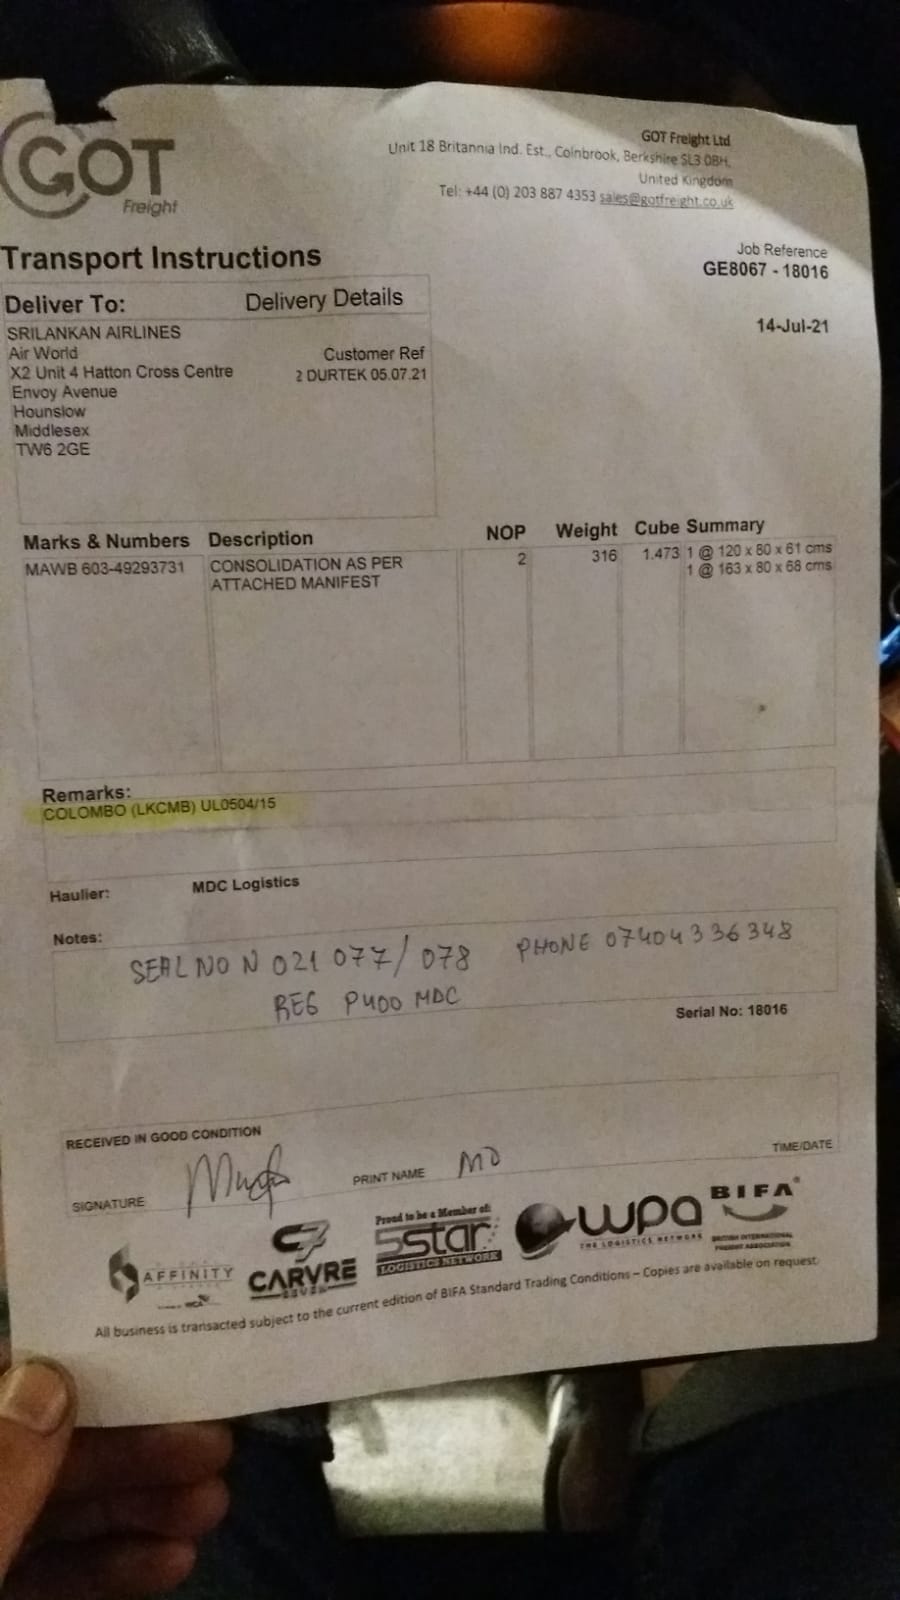 GOT
Freight
GOT Freight Ltd
Unit 18 Britannia Ind. Est., Colnbrook, Berkshire SL3 0BH,
United Kingdom
Tel: +44 (0) 203 887 4353 sales@gotfreight.co.uk
Transport Instructions
Job Reference
GE8067 - 18016
14-Jul-21
Deliver To: Delivery Details
SRILANKAN AIRLINES
Air World Customer Ref
X2 Unit 4 Hatton Cross Centre 2 DURTEK 05.07.21
Envoy Avenue
Hounslow
Middlesex
TW6 2GE
Marks & Numbers Description NOP Weight Cube Summary
MAWB 603-49293731 CONSOLIDATION AS PER 2 316 1.473 1 @ 120 x 80 x 61 cms
ATTACHED MANIFEST 1 @ 163 x 80 x 68 cms
Remarks:
COLOMBO (LKCMB) UL0504/15
Haulier: MDC Logistics
Notes:
SEAL NO N 021 077/078 PHONE 07404336348
REG P400 MDC
Serial No: 18016
RECEIVED IN GOOD CONDITION
SIGNATURE PRINT NAME MD TIME/DATE
AFFINITY
WCA
C7
CARVRE
SEVEN
Proud to be a Member of:
5star
LOGISTICS NETWORK
wpa
THE LOGISTICS NETWORK
BIFA
BRITISH INTERNATIONAL
FREIGHT ASSOCIATION
All business is transacted subject to the current edition of BIFA Standard Trading Conditions – Copies are available on request.